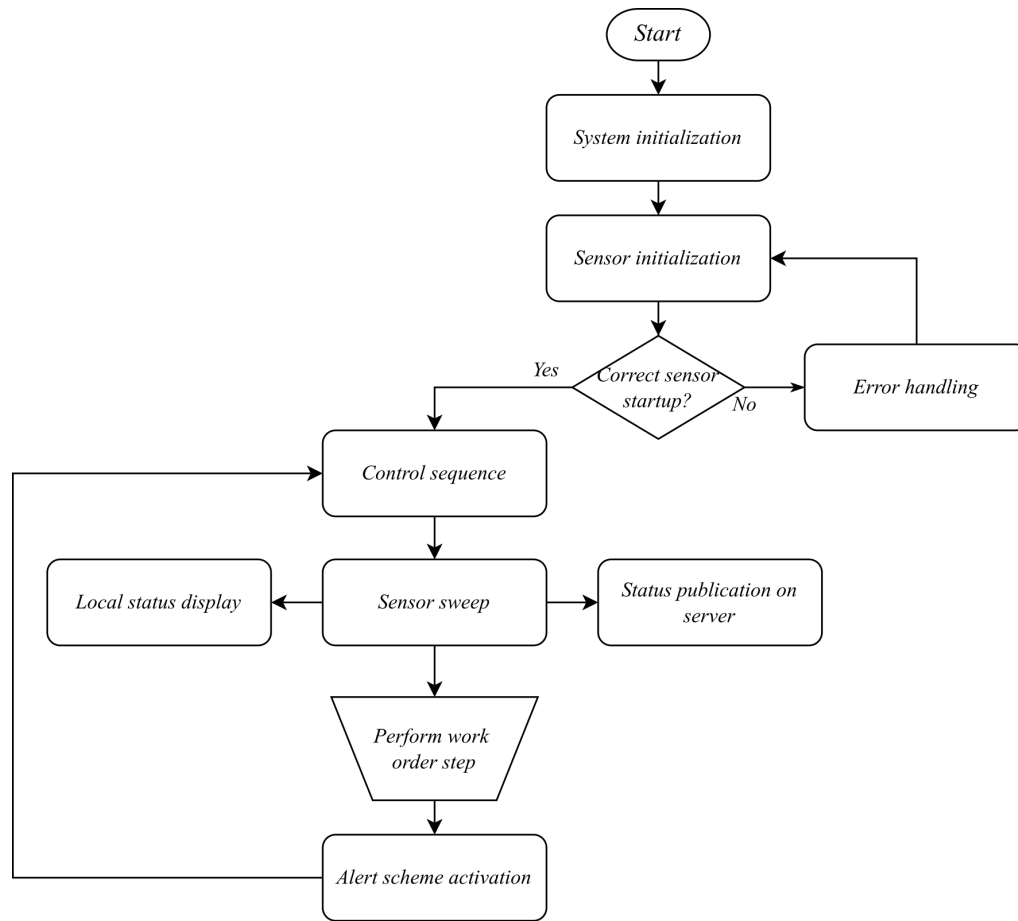 Start
System initialization
Sensor initialization
Yes
Correct sensor
startup?
No
Error handling
Control sequence
Local status display
Sensor sweep
Status publication on
server
Perform work
order step
Alert scheme activation